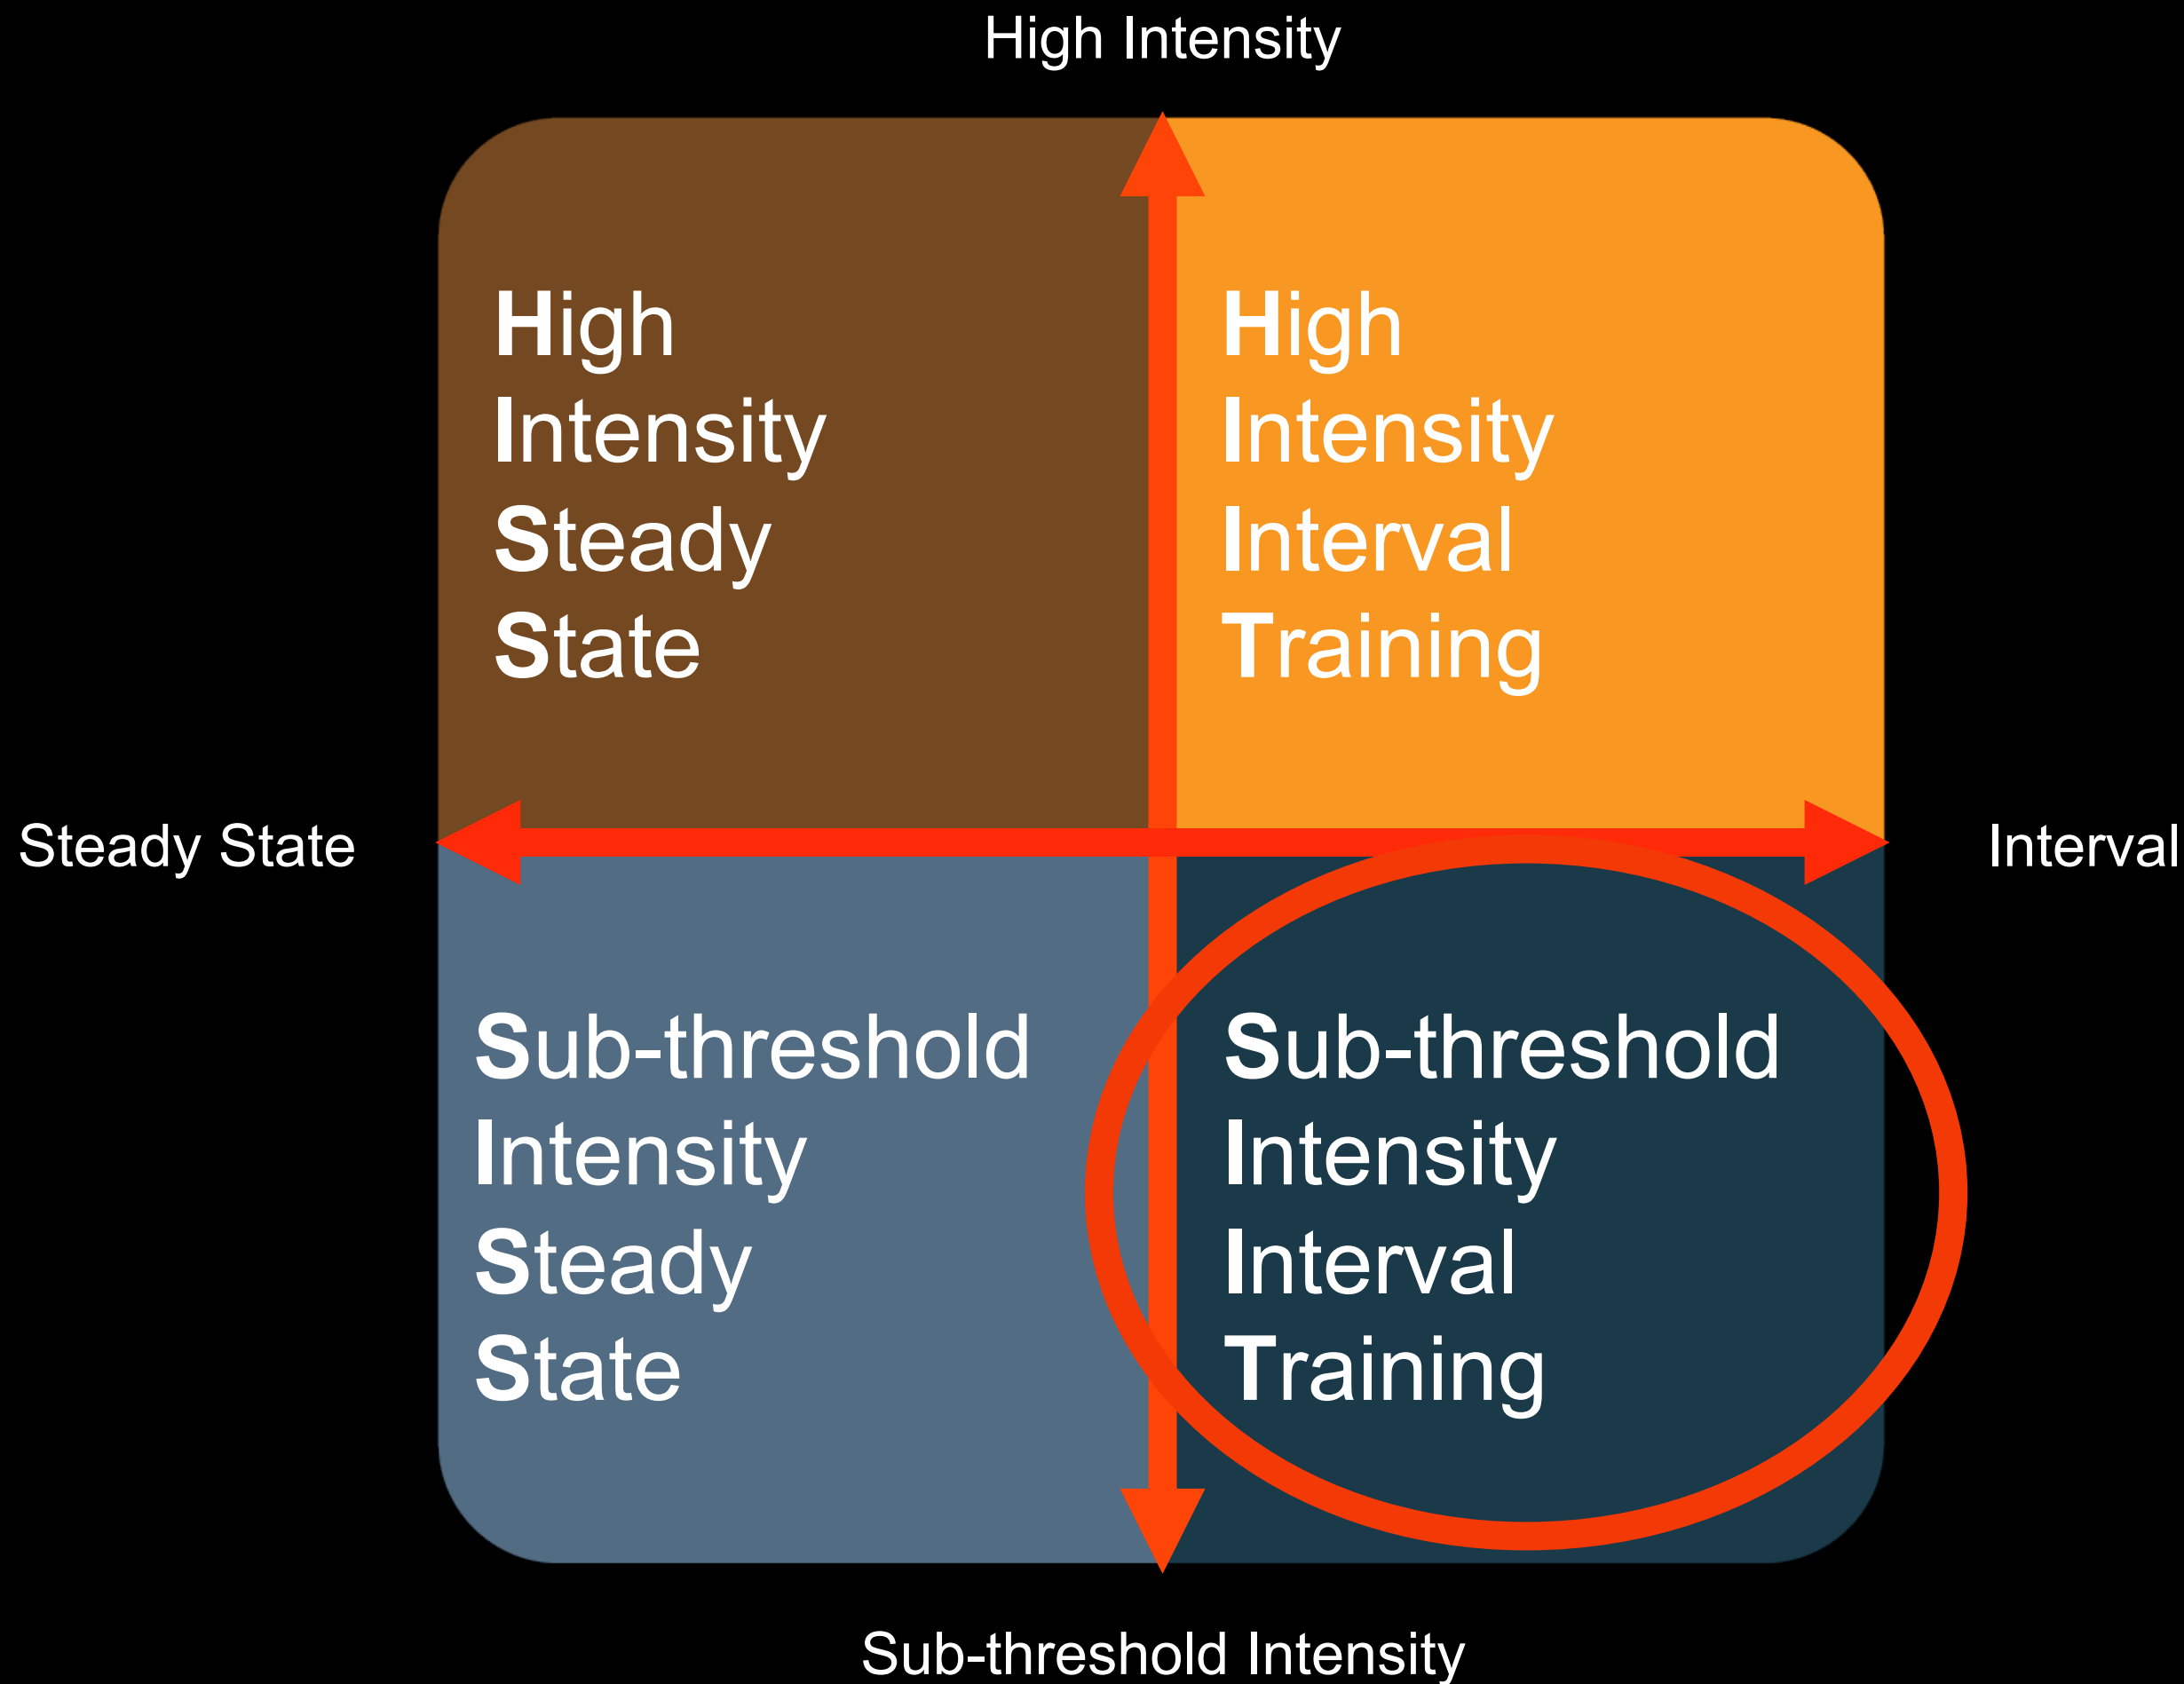 High Intensity
High
Intensity
Steady
State
High
Intensity
Interval
Training
Steady State
Interval
Sub-threshold
Intensity
Steady
State
Sub-threshold
Intensity
Interval
Training
Sub-threshold Intensity